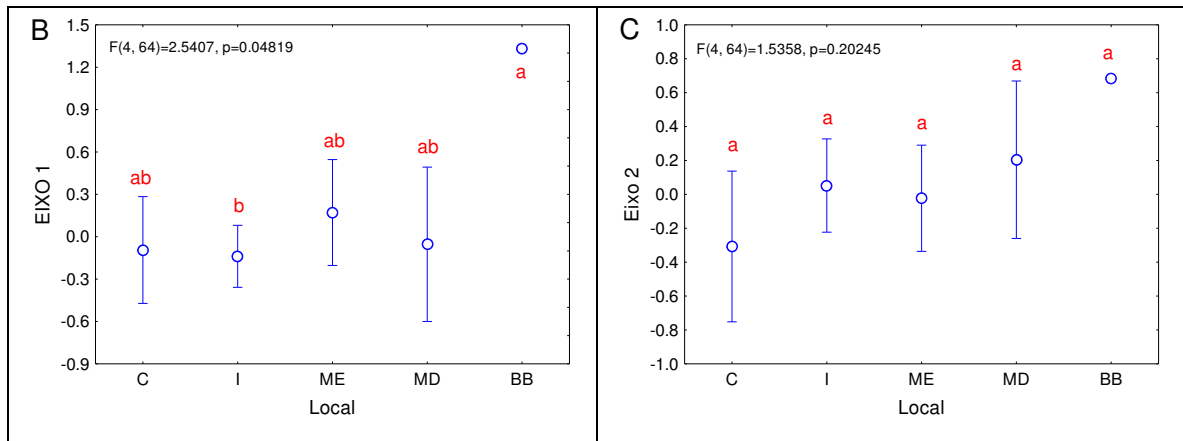 B
F(4, 64)=2.5407, p=0.04819
1.5
1.2
0.9
0.6
0.3
0.0
-0.3
-0.6
-0.9
EIXO 1
ab
b
ab
ab
a
C I ME MD BB
Local
C
F(4, 64)=1.5358, p=0.20245
1.0
0.8
0.6
0.4
0.2
0.0
-0.2
-0.4
-0.6
-0.8
-1.0
Eixo 2
a
a
a
a
a
C I ME MD BB
Local